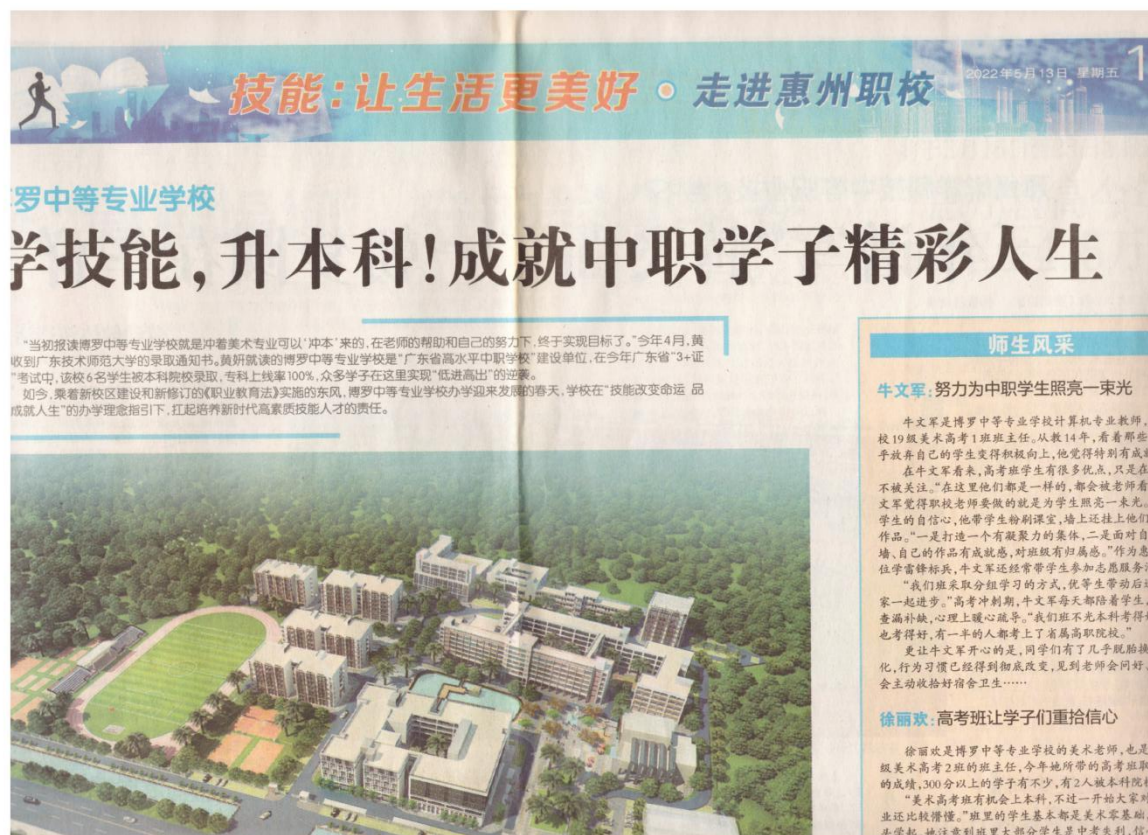 技能:让生活更美好 · 走进惠州职校
2022年5月13日 星期五
1
罗中等专业学校
学技能,升本科!成就中职学子精彩人生
“当初报读博罗中等专业学校就是冲着美术专业可以‘冲本’来的,在老师的帮助和自己的努力下,终于实现目标了。”今年4月,黄
收到广东技术师范大学的录取通知书。黄妍就读的博罗中等专业学校是“广东省高水平中职学校”建设单位,在今年广东省“3+证
”考试中,该校6名学生被本科院校录取,专科上线率100%,众多学子在这里实现“低进高出”的逆袭。
如今,乘着新校区建设和新修订的《职业教育法》实施的东风,博罗中等专业学校办学迎来发展的春天,学校在“技能改变命运 品
成就人生”的办学理念指引下,扛起培养新时代高素质技能人才的责任。
师生风采
牛文军:努力为中职学生照亮一束光
牛文军是博罗中等专业学校计算机专业教师,
校19级美术高考1班班主任。从教14年,看着那些
乎放弃自己的学生变得积极向上,他觉得特别有成
在牛文军看来,高考班学生有很多优点,只是在
不被关注。“在这里他们都是一样的,都会被老师看
文军觉得职校老师要做的就是为学生照亮一束光。
学生的自信心,他带学生粉刷课室,墙上还挂上他们
作品。“一是打造一个有凝聚力的集体,二是面对自
墙、自己的作品有成就感,对班级有归属感。”作为惠
位学雷锋标兵,牛文军还经常带学生参加志愿服务
“我们班采取分组学习的方式,优等生带动后
家一起进步。”高考冲刺期,牛文军每天都陪着学生,
查漏补缺,心理上暖心疏导。“我们班不光本科考得
也考得好,有一半的人都考上了省属高职院校。”
更让牛文军开心的是,同学们有了几乎脱胎换
化,行为习惯已经得到彻底改变,见到老师会问好,
会主动收拾好宿舍卫生……
徐丽欢:高考班让学子们重拾信心
徐丽欢是博罗中等专业学校的美术老师,也是
级美术高考2班的班主任,今年她所带的高考班取
的成绩,300分以上的学子有不少,有2人被本科院
“美术高考班有机会上本科,不过一开始大家对
业还比较懵懂。”班里的学生基本都是美术零基础
头学起,她注意到班里大部分学生是中考失利